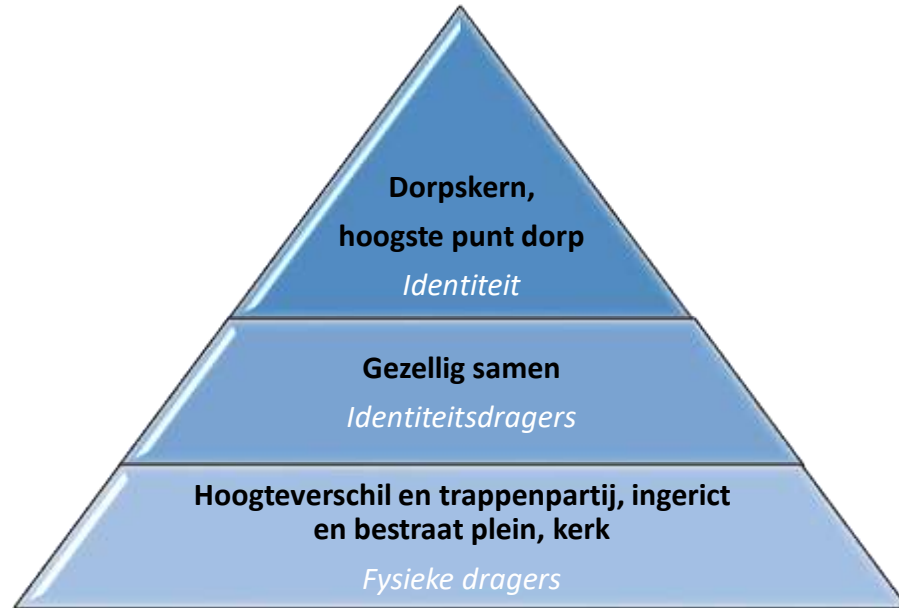 Dorpskern,
hoogste punt dorp
Identiteit
Gezellig samen
Identiteitsdragers
Hoogteverschil en trappenpartij, ingerict
en bestraat plein, kerk
Fysieke dragers